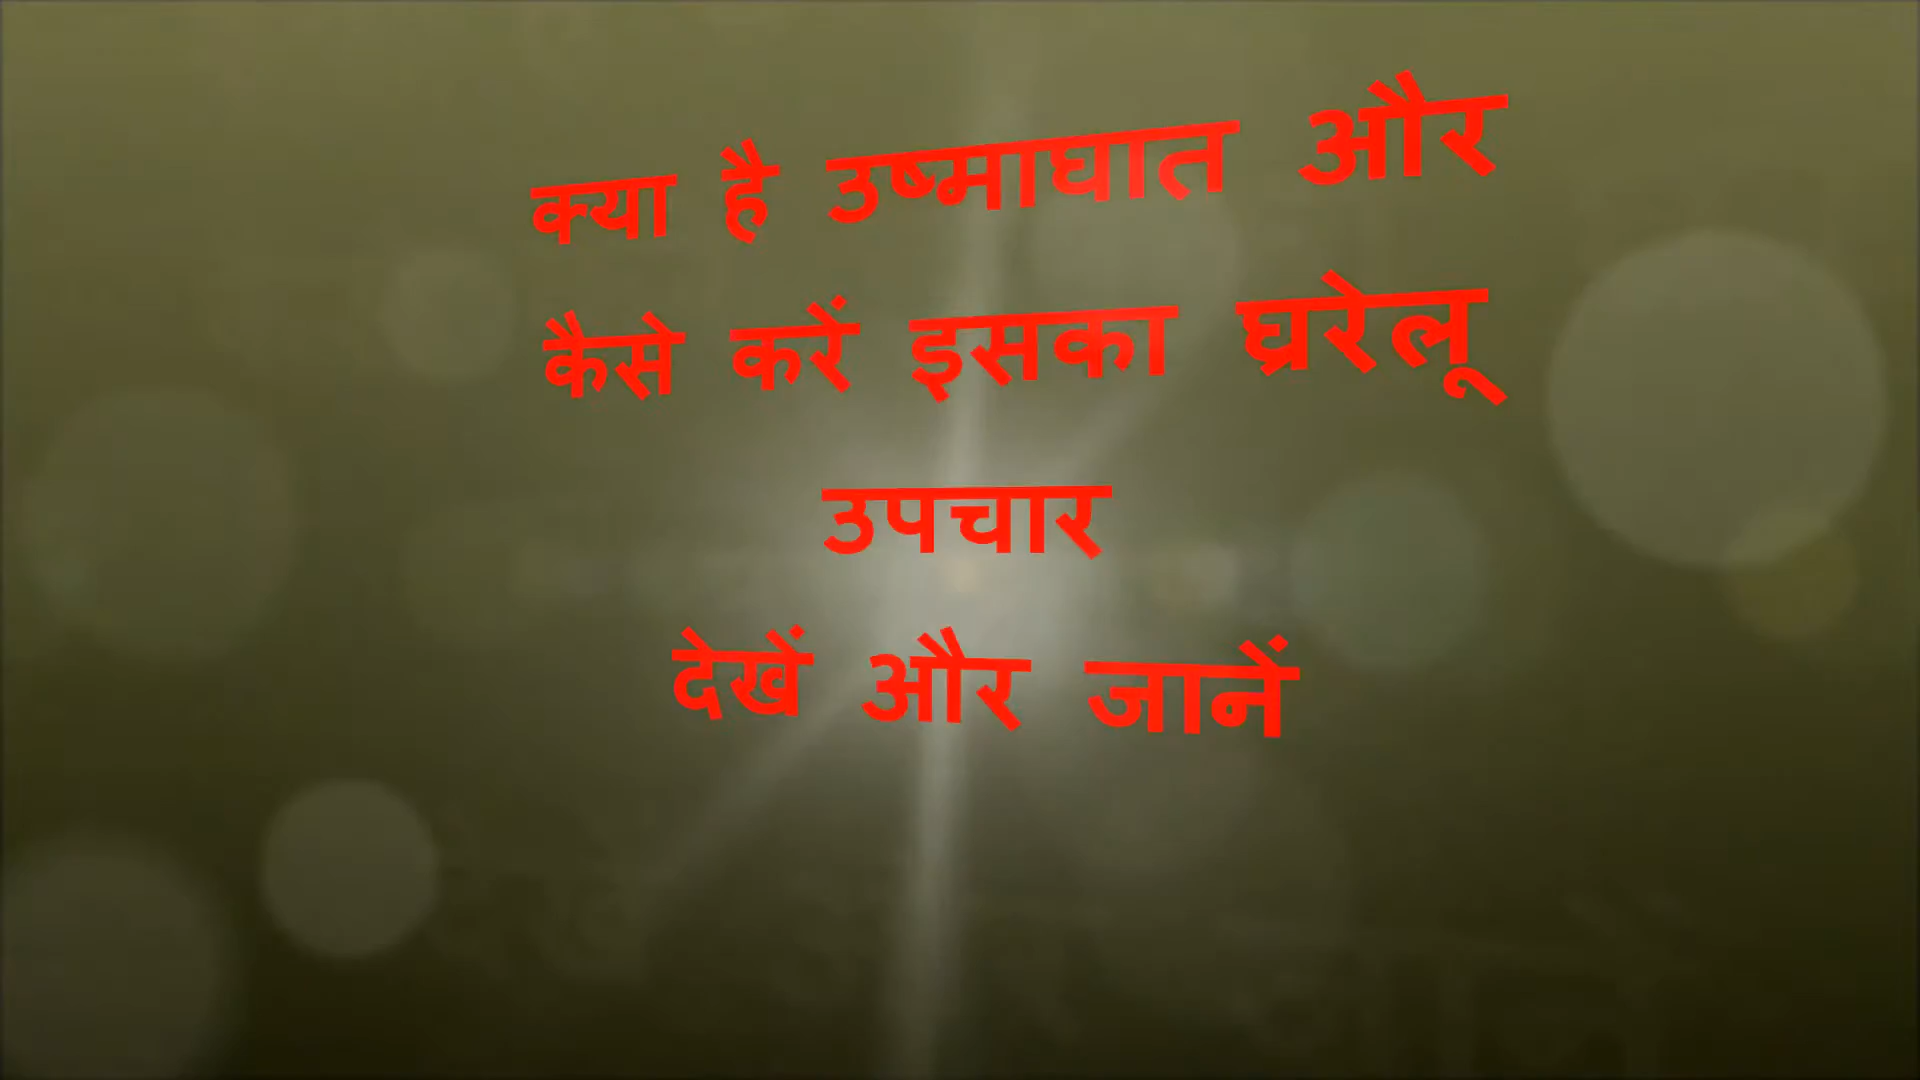 क्या है उष्माघात और
कैसे करें इसका घ्ररेलू
उपचार
देखें और जानें